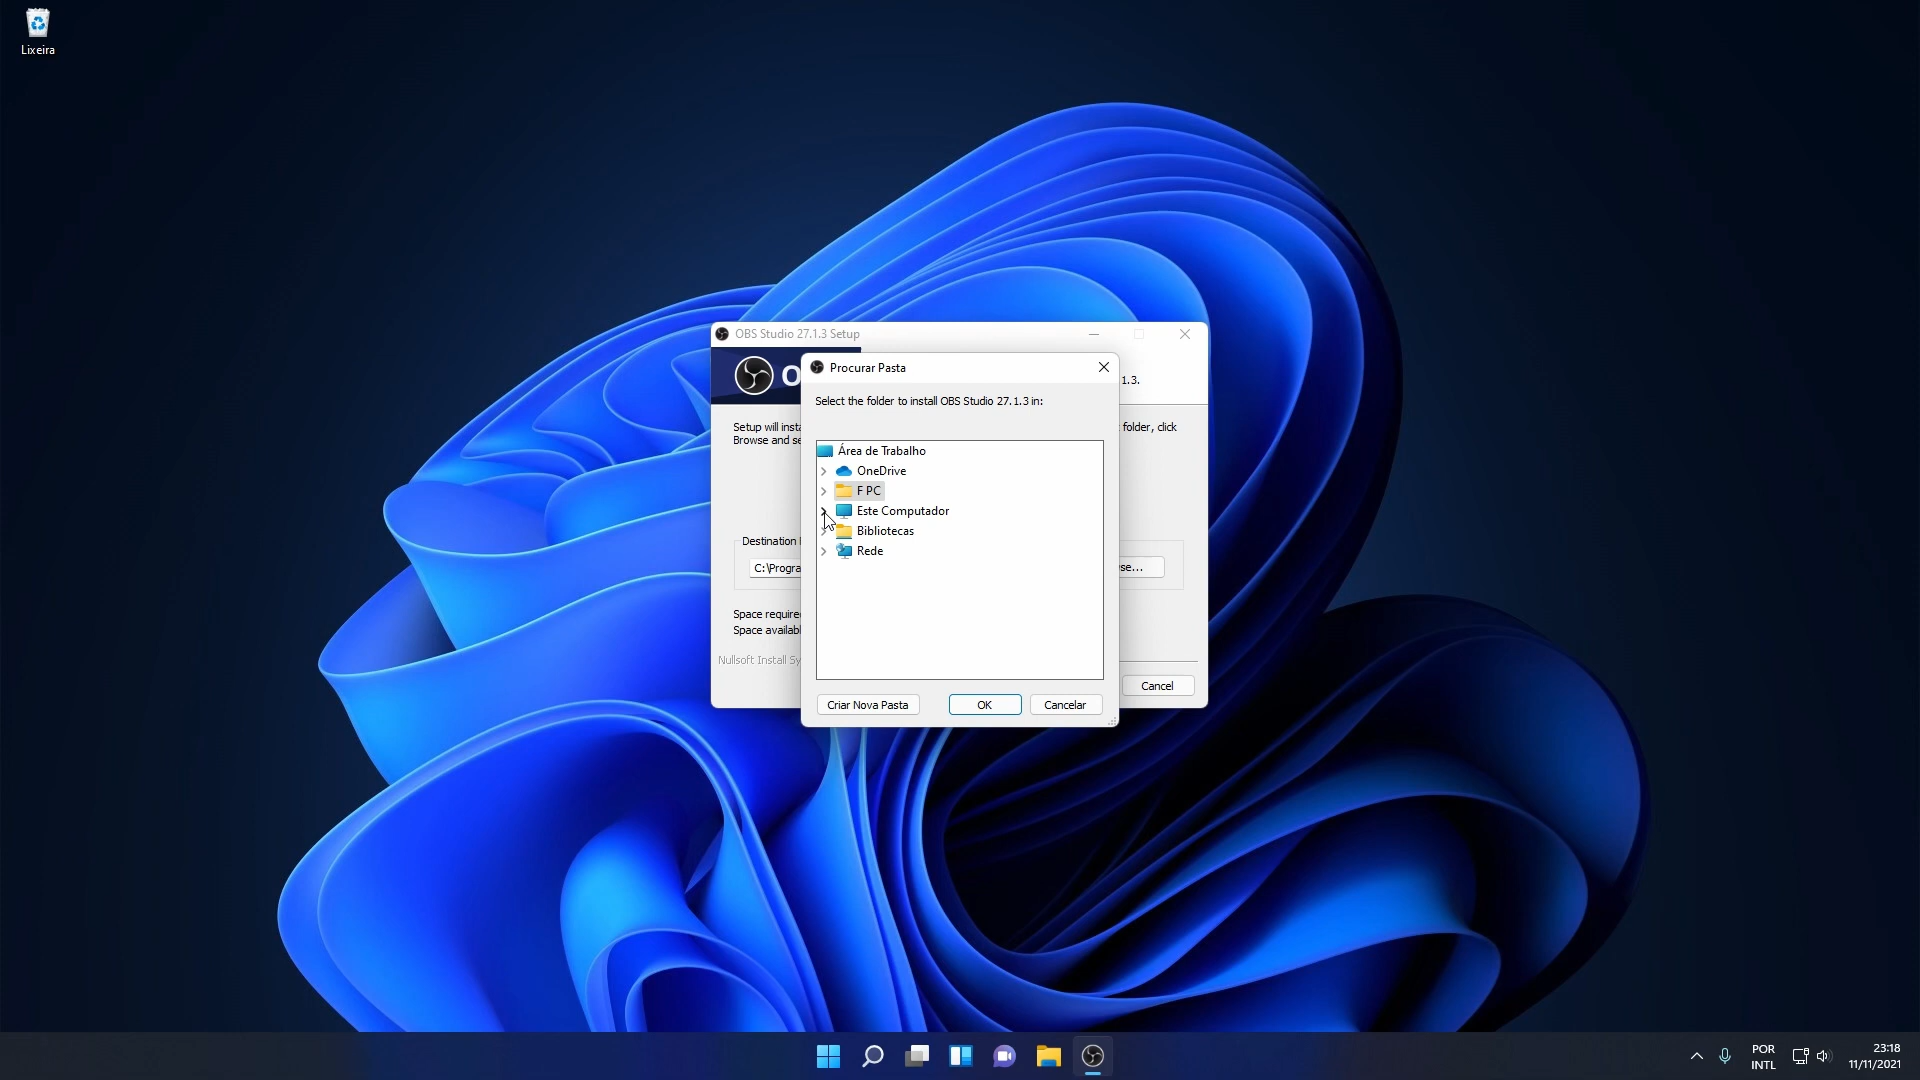 Lixeira
OBS Studio 27.1.3 Setup
Procurar Pasta
1.3.
Select the folder to install OBS Studio 27.1.3 in:
Setup will insta
folder, click
Browse and se
Área de Trabalho
OneDrive
F PC
Este Computador
Bibliotecas
Rede
Destination
C:\Progra
se...
Space require
Space availabl
Nullsoft Install Sy
Cancel
Criar Nova Pasta
OK
Cancelar
POR
INTL
23:18
11/11/2021